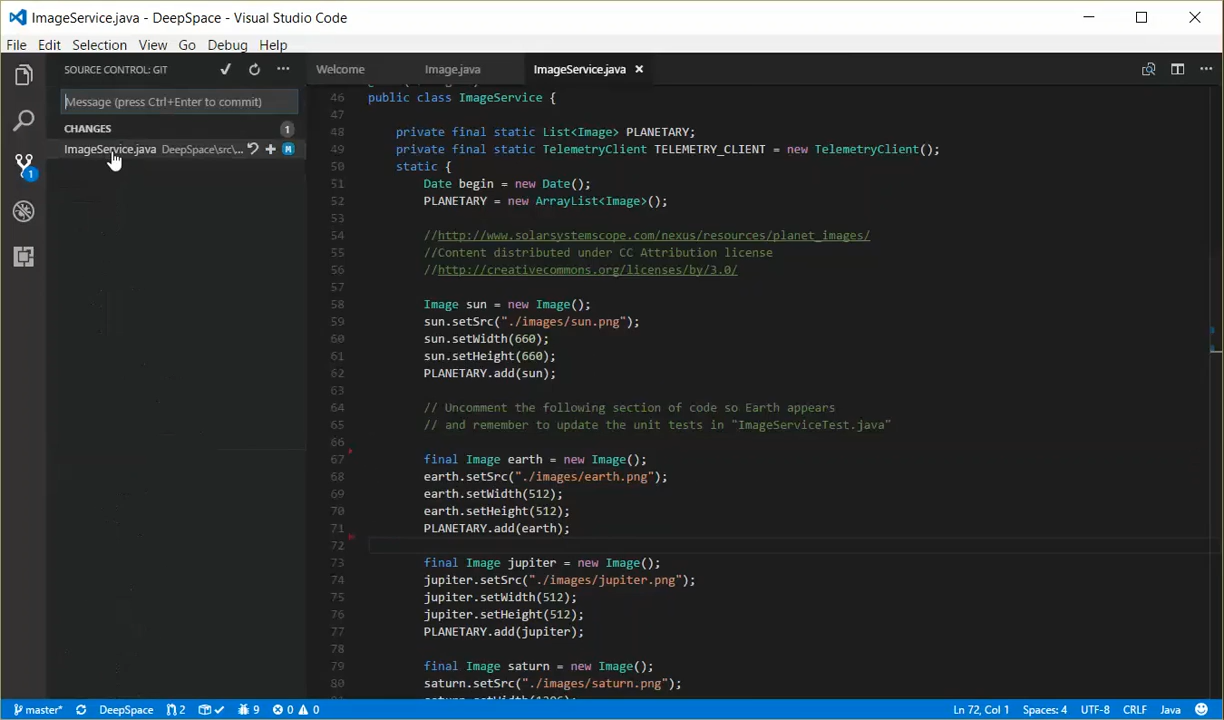 ImageService.java - DeepSpace - Visual Studio Code
File Edit Selection View Go Debug Help
SOURCE CONTROL: GIT
Message (press Ctrl+Enter to commit)
CHANGES 1
ImageService.java DeepSpace\src\... M
1
Welcome Image.java ImageService.java
46 public class ImageService {
47
48 private final static List<Image> PLANETARY;
49 private final static TelemetryClient TELEMETRY_CLIENT = new TelemetryClient();
50 static {
51 Date begin = new Date();
52 PLANETARY = new ArrayList<Image>();
53
54 //http://www.solarsystemscope.com/nexus/resources/planet_images/
55 //Content distributed under CC Attribution license
56 //http://creativecommons.org/licenses/by/3.0/
57
58 Image sun = new Image();
59 sun.setSrc("./images/sun.png");
60 sun.setWidth(660);
61 sun.setHeight(660);
62 PLANETARY.add(sun);
63
64 // Uncomment the following section of code so Earth appears
65 // and remember to update the unit tests in "ImageServiceTest.java"
66
67 final Image earth = new Image();
68 earth.setSrc("./images/earth.png");
69 earth.setWidth(512);
70 earth.setHeight(512);
71 PLANETARY.add(earth);
72
73 final Image jupiter = new Image();
74 jupiter.setSrc("./images/jupiter.png");
75 jupiter.setWidth(512);
76 jupiter.setHeight(512);
77 PLANETARY.add(jupiter);
78
79 final Image saturn = new Image();
80 saturn.setSrc("./images/saturn.png");
master* DeepSpace 2 9 0 0 Ln 72, Col 1 Spaces: 4 UTF-8 CRLF Java